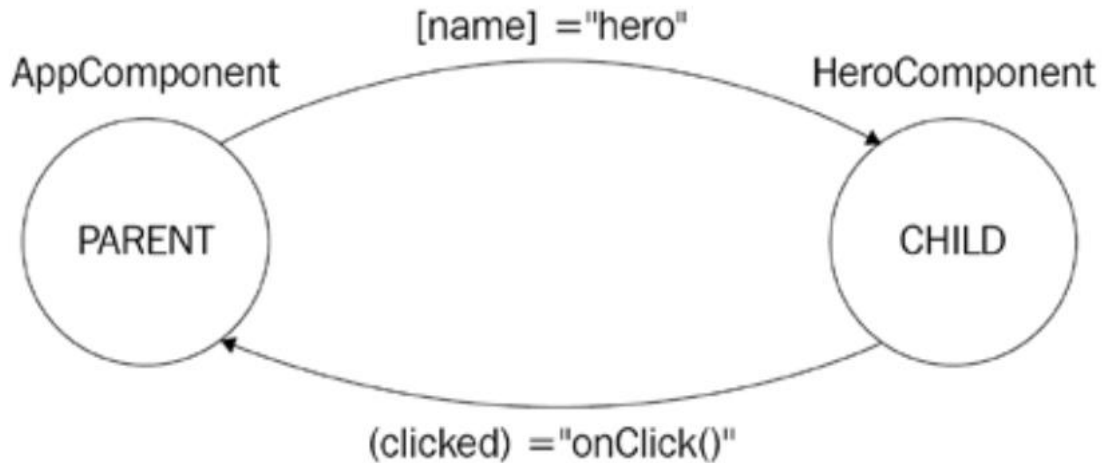 [name] ="hero"
AppComponent
HeroComponent
PARENT
CHILD
(clicked) ="onClick()"